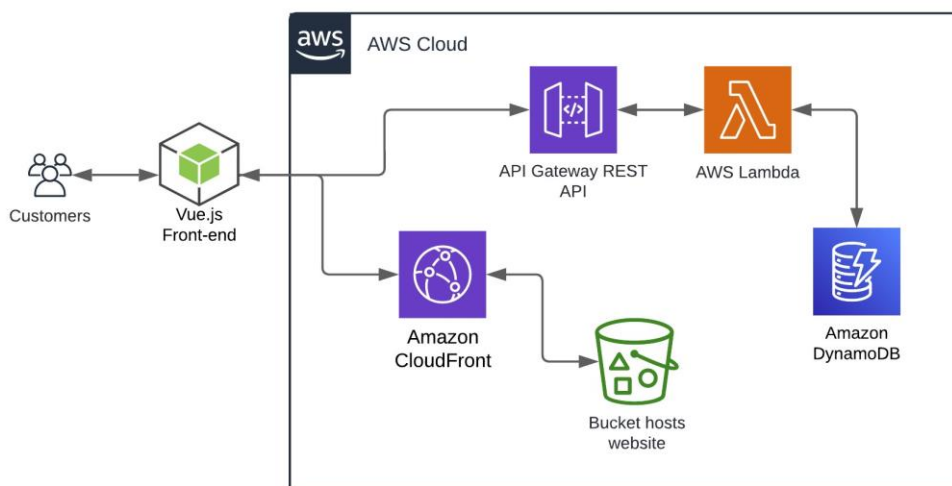 aws
AWS Cloud
</>
API Gateway REST
API
AWS Lambda
Customers
Vue.js
Front-end
Amazon
CloudFront
Amazon
DynamoDB
Bucket hosts
website